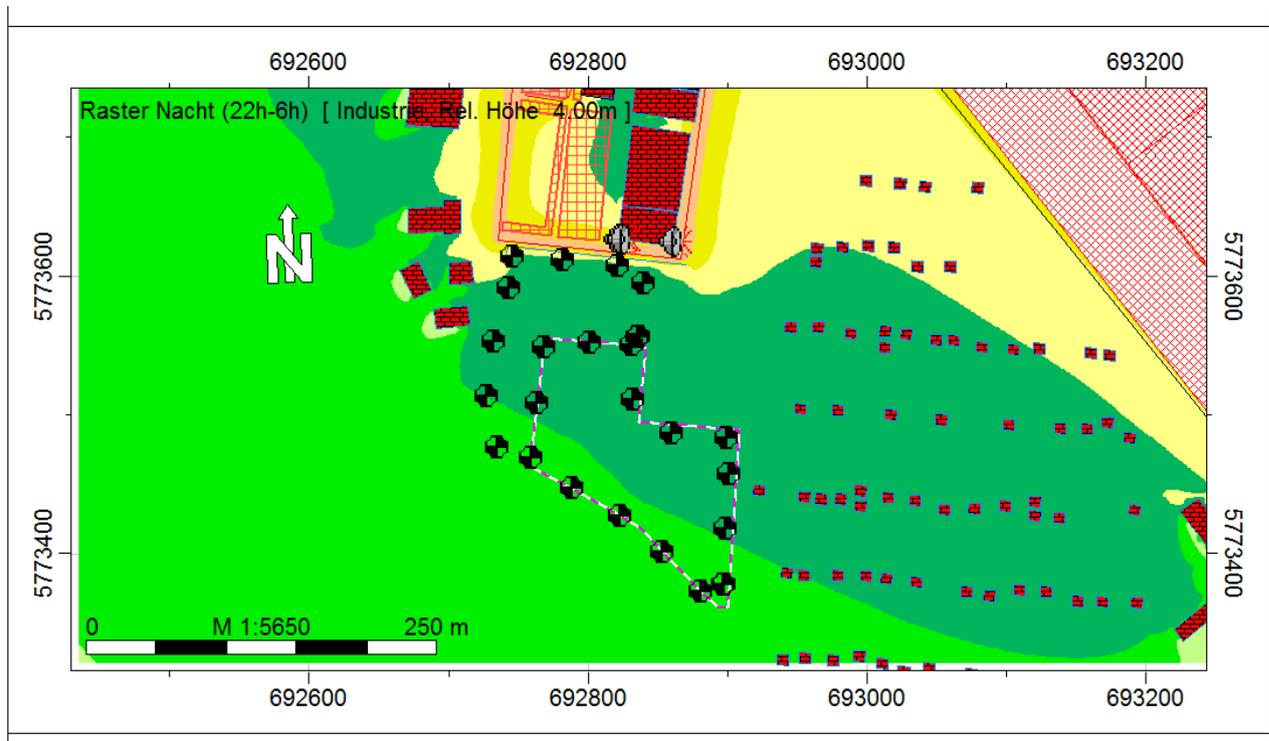 692600 692800 693000 693200
Raster Nacht (22h-6h) [ Industrie Rel. Höhe 4.00m ]
N
5773600 5773600
5773400 5773400
0 M 1:5650 250 m
692600 692800 693000 693200